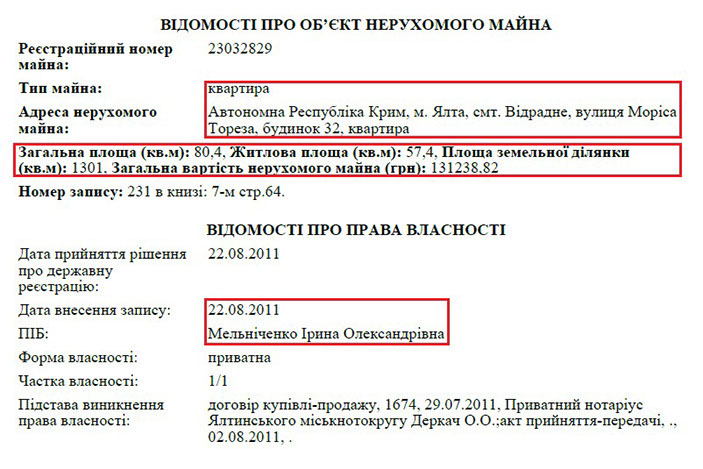 ВІДОМОСТІ ПРО ОБ’ЄКТ НЕРУХОМОГО МАЙНА
Реєстраційний номер майна: 23032829
Тип майна: квартира
Адреса нерухомого майна: Автономна Республіка Крим, м. Ялта, смт. Відрадне, вулиця Моріса Тореза, будинок 32, квартира
Загальна площа (кв.м): 80,4, Житлова площа (кв.м): 57,4, Площа земельної ділянки
(кв.м): 1301, Загальна вартість нерухомого майна (грн): 131238,82
Номер запису: 231 в книзі: 7-м стр.64.
ВІДОМОСТІ ПРО ПРАВА ВЛАСНОСТІ
Дата прийняття рішення про державну реєстрацію: 22.08.2011
Дата внесення запису: 22.08.2011
ПІБ: Мельніченко Ірина Олександрівна
Форма власності: приватна
Частка власності: 1/1
Підстава виникнення права власності: договір купівлі-продажу, 1674, 29.07.2011, Приватний нотаріус Ялтинського міськнотокругу Деркач О.О.;акт прийняття-передачі, ., 02.08.2011, .